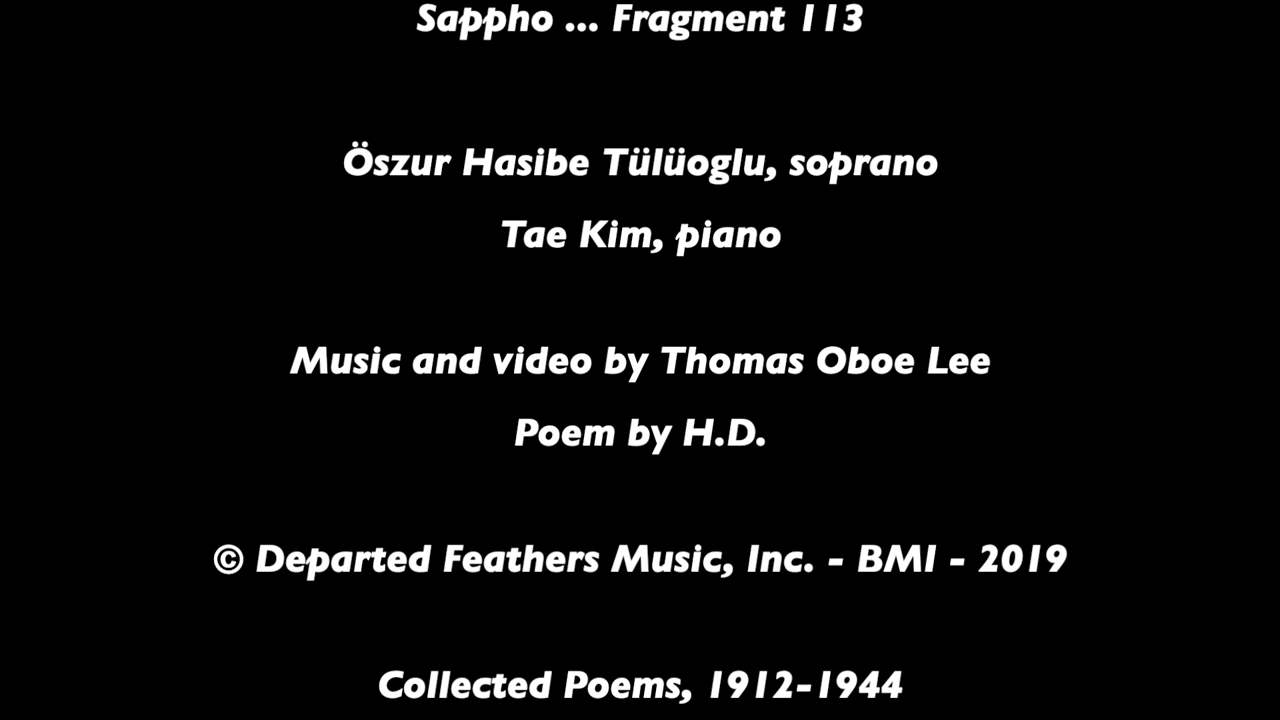 Sappho ... Fragment 113
Öszur Hasibe Tülüoglu, soprano
Tae Kim, piano
Music and video by Thomas Oboe Lee
Poem by H.D.
© Departed Feathers Music, Inc. - BMI - 2019
Collected Poems, 1912-1944